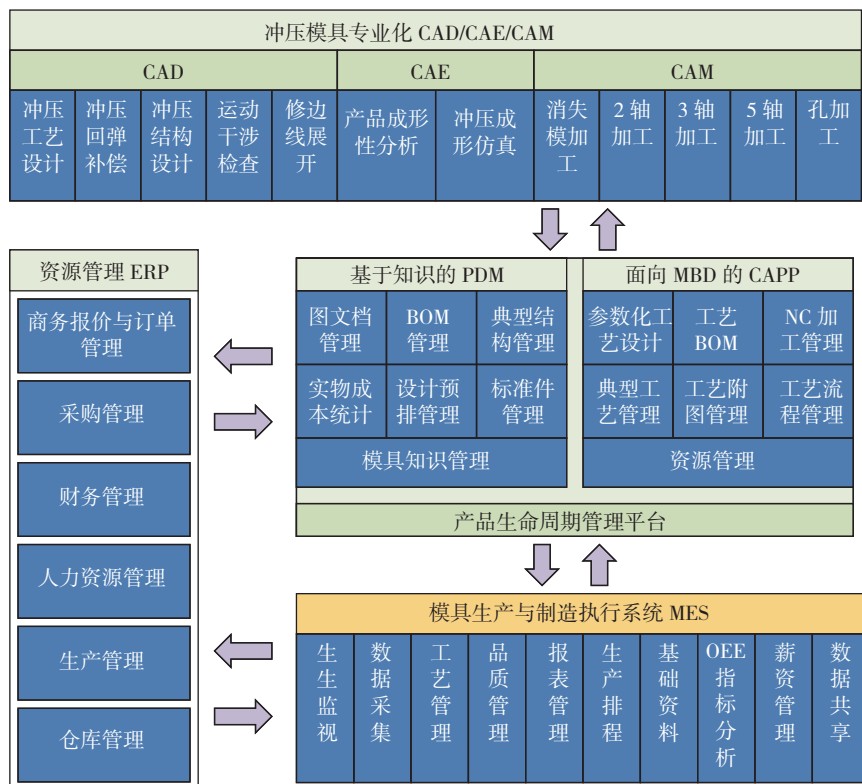 冲压模具专业化 CAD/CAE/CAM
CAD
CAE
CAM
冲压
工艺
设计
冲压
回弹
补偿
冲压
结构
设计
运动
干涉
检查
修边
线展
开
产品成形
性分析
冲压成
形仿真
消失
模加
工
2 轴
加工
3 轴
加工
5 轴
加工
孔加
工
资源管理 ERP
商务报价与订单
管理
采购管理
财务管理
人力资源管理
生产管理
仓库管理
基于知识的 PDM
图文档
管理
BOM
管理
典型结
构管理
实物成
本统计
设计预
排管理
标准件
管理
模具知识管理
面向 MBD 的 CAPP
参数化工
艺设计
工艺
BOM
NC 加
工管理
典型工
艺管理
工艺附
图管理
工艺流
程管理
资源管理
产品生命周期管理平台
模具生产与制造执行系统 MES
生
生
监
视
数
据
采
集
工
艺
管
理
品
质
管
理
报
表
管
理
生
产
排
程
基
础
资
料
OEE
指
标
分
析
薪
资
管
理
数
据
共
享